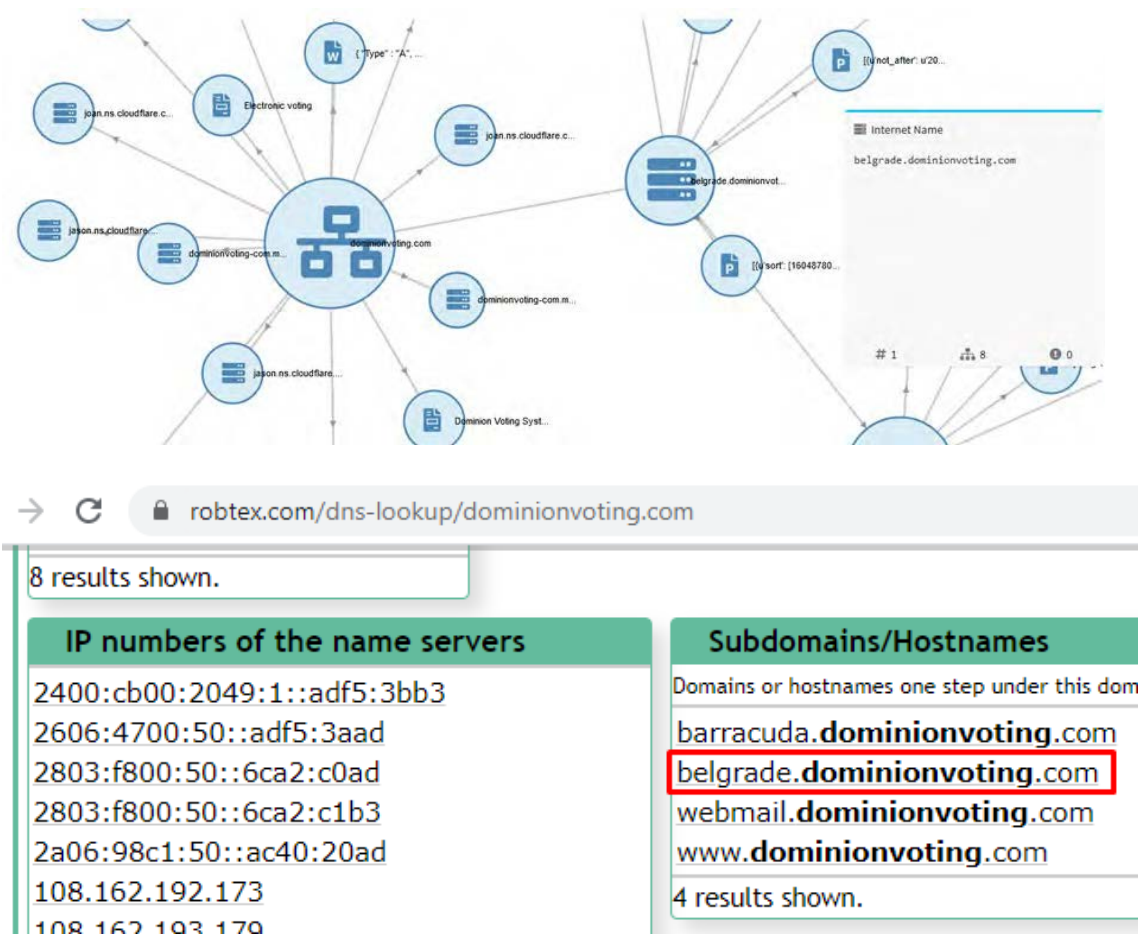 { "Type" : "A", ...
[{u'not_after': u'20...
joan.ns.cloudflare.c...
Electronic voting
joan.ns.cloudflare.c...
Internet Name
belgrade.dominionvoting.com
belgrade.dominionvot...
jason.ns.cloudflare....
dominionvoting-com.m...
dominionvoting.com
[{u'sort': [16048780...
dominionvoting-com.m...
# 1
8
0
jason.ns.cloudflare....
Dominion Voting Syst...
robtex.com/dns-lookup/dominionvoting.com
8 results shown.
IP numbers of the name servers
2400:cb00:2049:1::adf5:3bb3
2606:4700:50::adf5:3aad
2803:f800:50::6ca2:c0ad
2803:f800:50::6ca2:c1b3
2a06:98c1:50::ac40:20ad
108.162.192.173
108.162.193.179
Subdomains/Hostnames
Domains or hostnames one step under this dom
barracuda.dominionvoting.com
belgrade.dominionvoting.com
webmail.dominionvoting.com
www.dominionvoting.com
4 results shown.